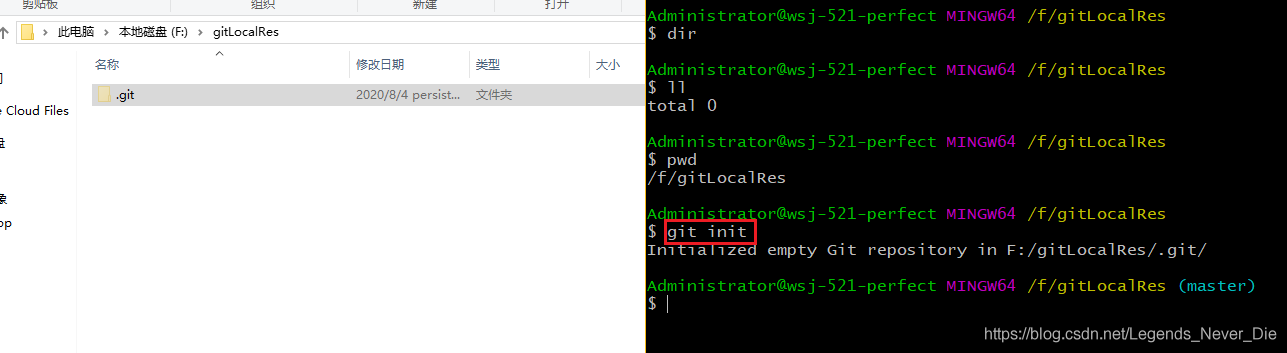 剪贴板
组织
新建
打开
此电脑 › 本地磁盘 (F:) › gitLocalRes
名称
修改日期
类型
大小
.git
2020/8/4 persist...
文件夹
Cloud Files
盘
象
Administrator@wsj-521-perfect MINGW64 /f/gitLocalRes
$ dir
Administrator@wsj-521-perfect MINGW64 /f/gitLocalRes
$ ll
total 0
Administrator@wsj-521-perfect MINGW64 /f/gitLocalRes
$ pwd
/f/gitLocalRes
Administrator@wsj-521-perfect MINGW64 /f/gitLocalRes
$ git init
Initialized empty Git repository in F:/gitLocalRes/.git/
Administrator@wsj-521-perfect MINGW64 /f/gitLocalRes (master)
$
https://blog.csdn.net/Legends_Never_Die